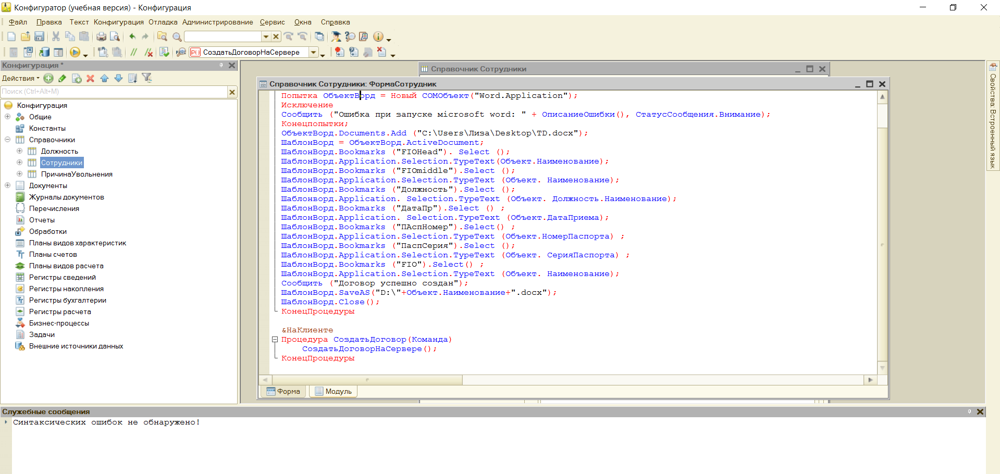 Конфигуратор (учебная версия) - Конфигурация
Файл Правка Текст Конфигурация Отладка Администрирование Сервис Окна Справка
СоздатьДоговорНаСервере
Конфигурация *
Действия
Поиск (Ctrl+Alt+M)
Конфигурация
Общие
Константы
Справочники
Должность
Сотрудники
ПричинаУвольнения
Документы
Журналы документов
Перечисления
Отчеты
Обработки
Планы видов характеристик
Планы счетов
Планы видов расчета
Регистры сведений
Регистры накопления
Регистры бухгалтерии
Регистры расчета
Бизнес-процессы
Задачи
Внешние источники данных
Справочник Сотрудники
Справочник Сотрудники: ФормаСотрудник
Попытка ОбъектВорд = Новый COMОбъект("Word.Application");
Исключение
Сообщить ("Ошибка при запуске microsoft word: " + ОписаниеОшибки(), СтатусСообщения.Внимание);
Конецпопытки;
ОбъектВорд.Documents.Add ("C:\Users\Лиза\Desktop\TD.docx");
ШаблонВорд = ОбъектВорд.ActiveDocument;
ШаблонВорд.Bookmarks ("FIOHead"). Select ();
ШаблонВорд.Application.Selection.TypeText(Объект.Наименование);
ШаблонВорд.Bookmarks ("FIOmiddle").Select ();
ШаблонВорд.Application.Selection.TypeText (Объект. Наименование);
ШаблонВорд.Bookmarks ("Должность").Select ();
Шаблонворд.Application. Selection.TypeText (Объект. Должность.Наименование);
ШаблонВорд.Bookmarks ("ДатаПр").Select () ;
ШаблонВорд.Application. Selection.TypeText (Объект.ДатаПриема);
ШаблонВорд.Bookmarks ("ПАспНомер").Select() ;
ШаблонВорд.Application.Selection.TypeText (Объект.НомерПаспорта) ;
ШаблонВорд.Bookmarks ("ПаспСерия").Select ();
ШаблонВорд.Application.Selection.TypeText (Объект. СерияПаспорта) ;
ШаблонВорд.Bookmarks ("FIO").Select() ;
ШаблонВорд.Application.Selection.TypeText (Объект. Наименование);
Сообщить ("Договор успешно создан");
ШаблонВорд.SaveAS("D:\"+Объект.Наименование+".docx");
ШаблонВорд.Close();
КонецПроцедуры
&НаКлиенте
Процедура СоздатьДоговор(Команда)
СоздатьДоговорНаСервере();
КонецПроцедуры
Форма Модуль
Свойства: Встроенный язык
Служебные сообщения
Синтаксических ошибок не обнаружено!